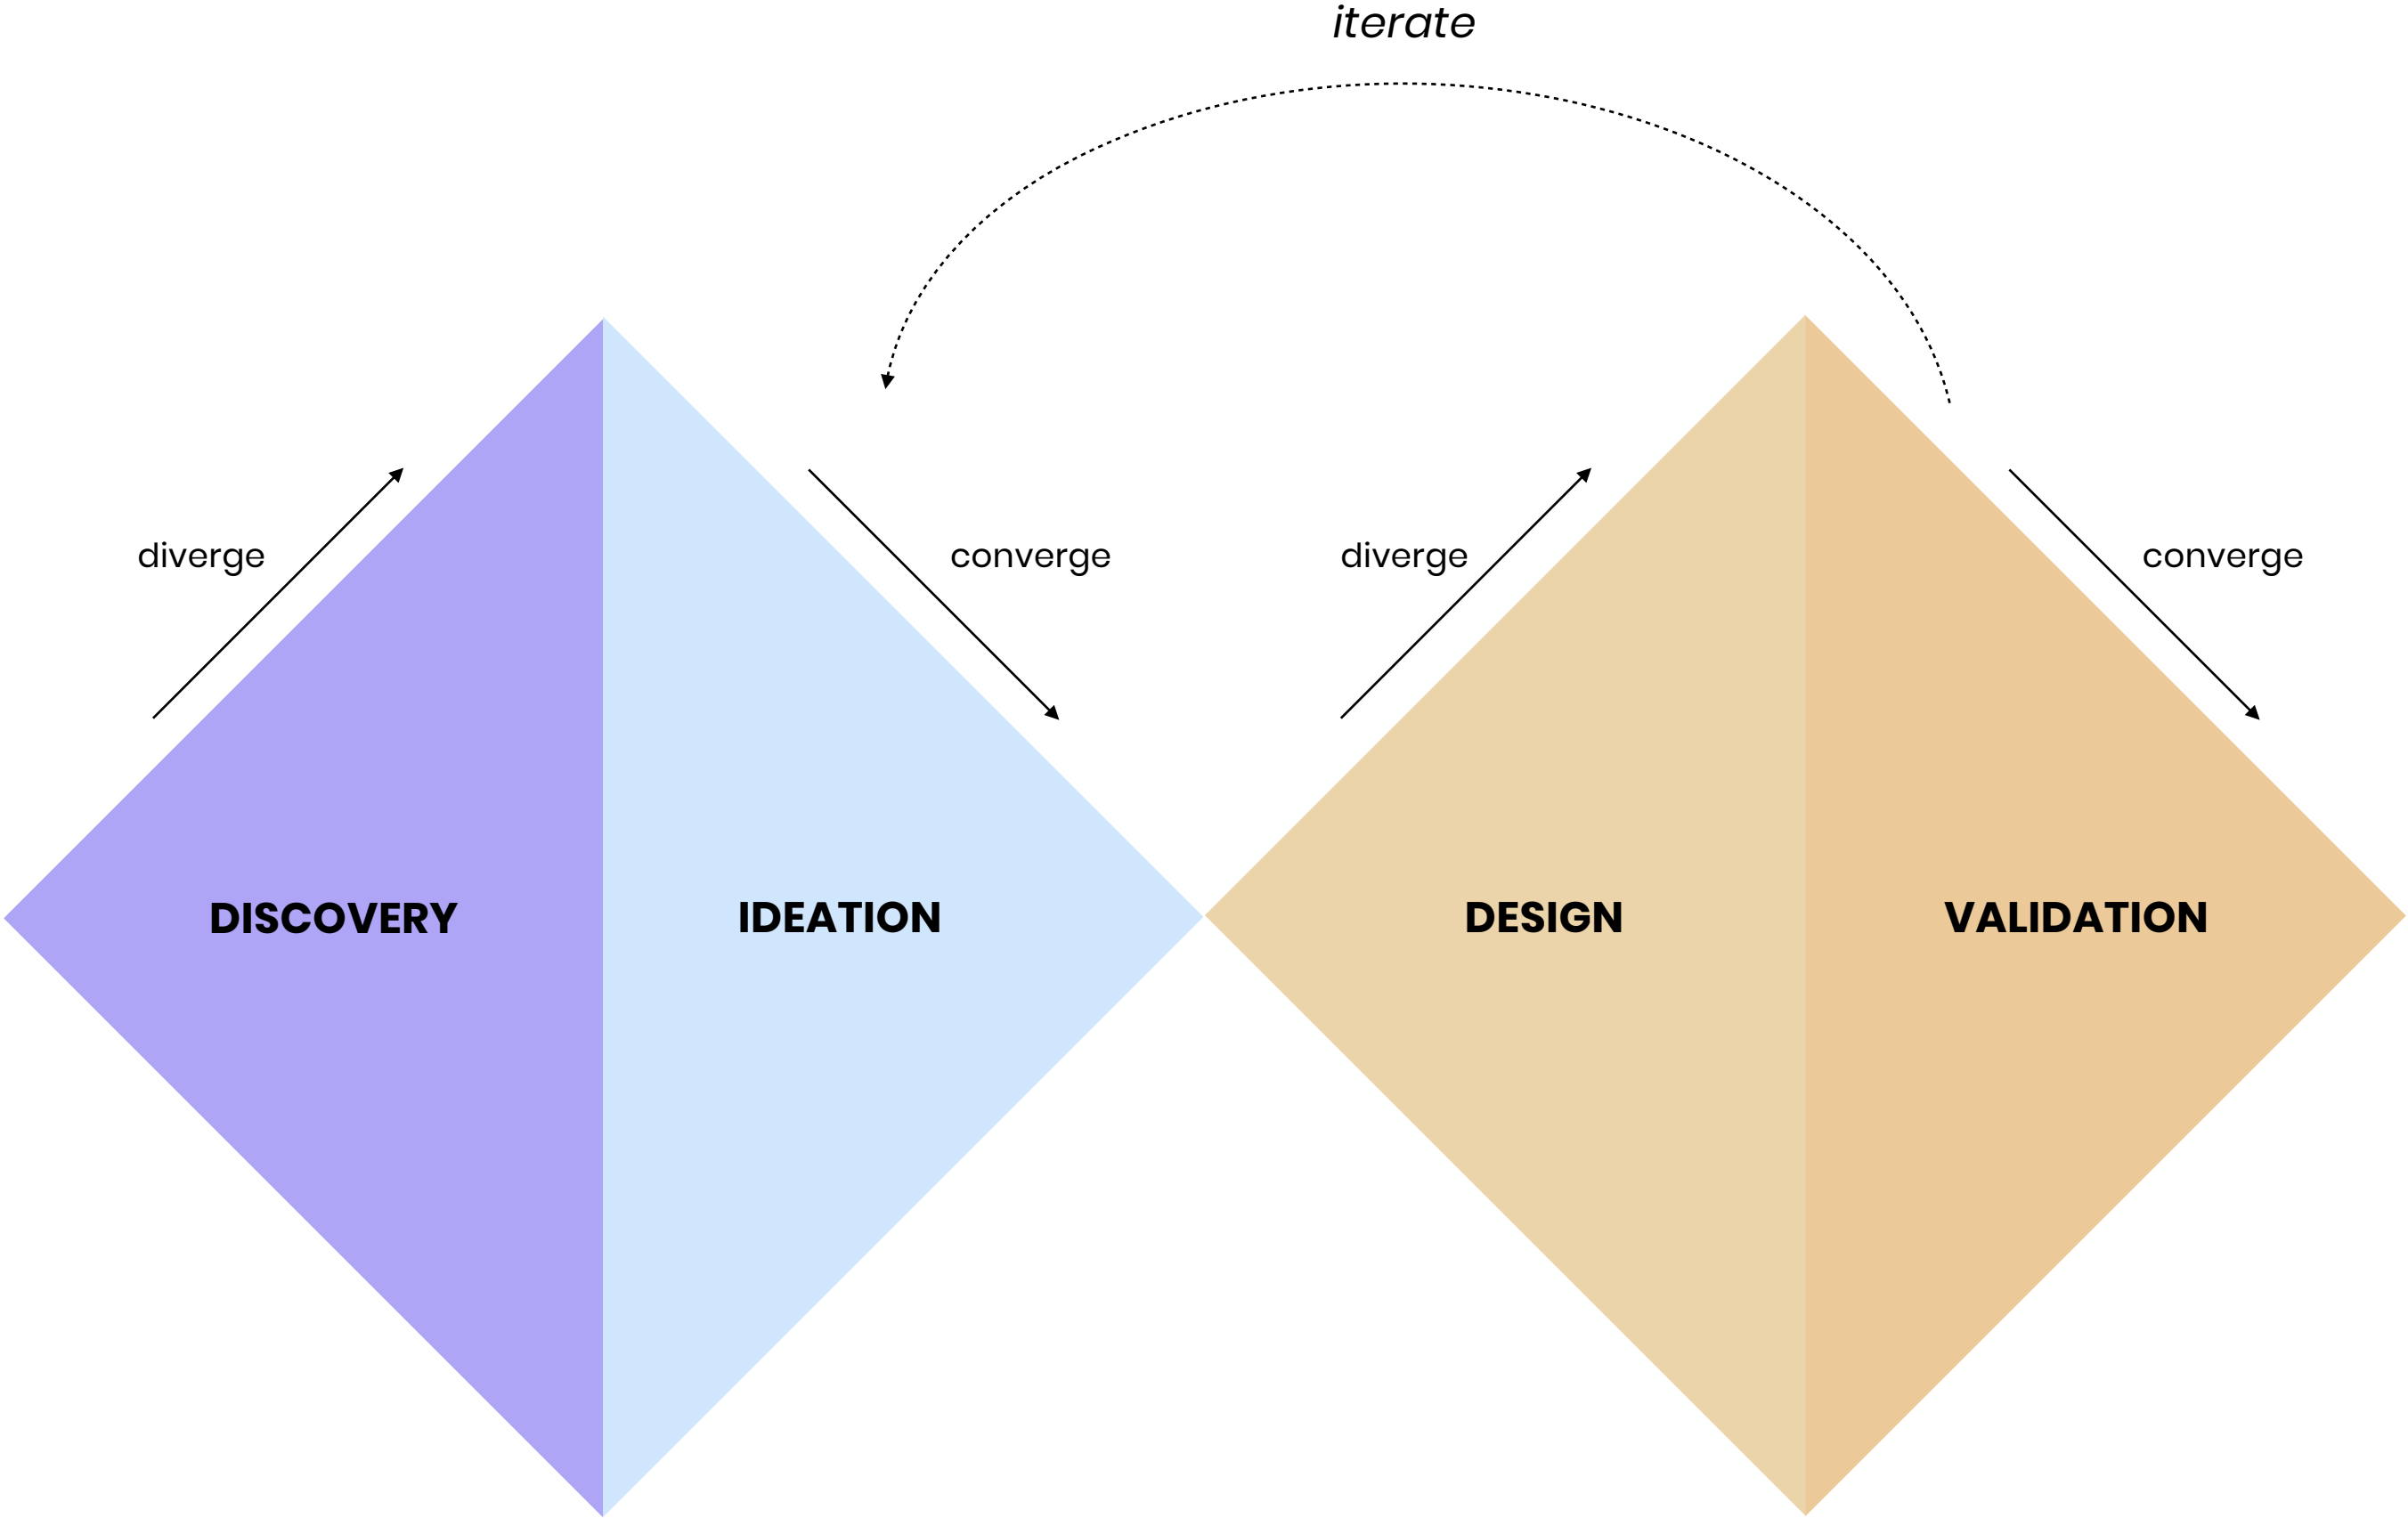 iterate
diverge
converge
diverge
converge
DISCOVERY
IDEATION
DESIGN
VALIDATION